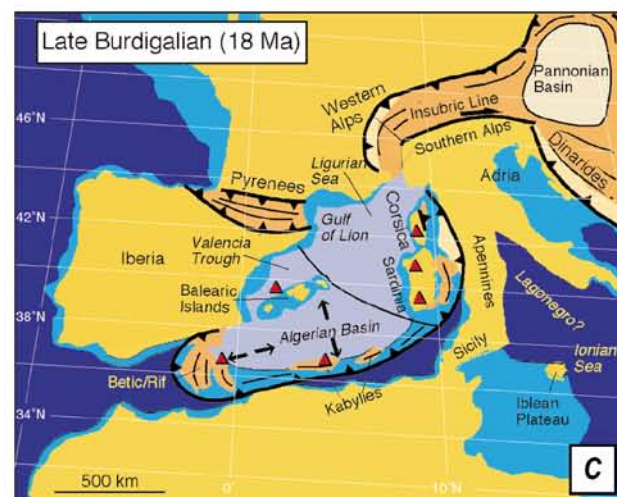 Late Burdigalian (18 Ma)
Pannonian
Basin
Western
Alps
Insubric Line
Southern Alps
Dinarides
46°N
Ligurian
Sea
Adria
Pyrenees
42°N
Gulf
of Lion
Corsica
Iberia
Valencia
Trough
Sardinia
Apennines
Lagonegro?
Balearic
Islands
38°N
Algerian Basin
Sicily
Ionian
Sea
Betic/Rif
Kabylies
Iblean
Plateau
34°N
500 km
0°
10°N
C